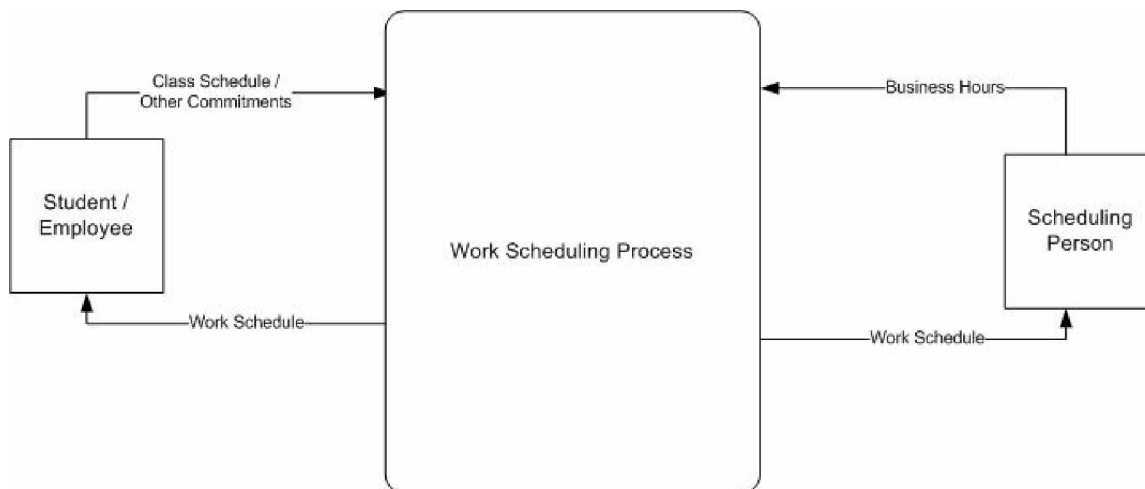 Class Schedule /
Other Commitments
Business Hours
Student /
Employee
Work Scheduling Process
Scheduling
Person
Work Schedule
Work Schedule